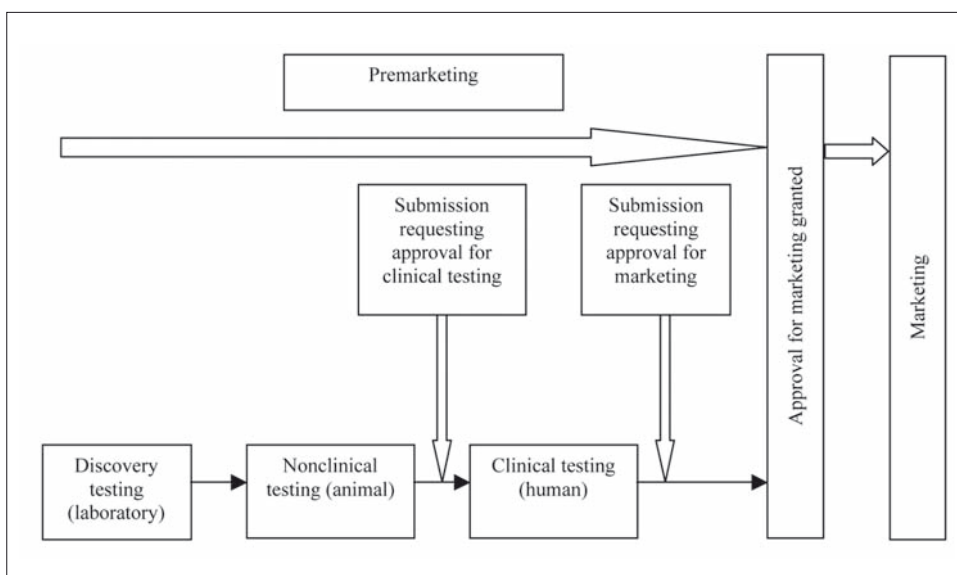 Premarketing
Submission
requesting
approval for
clinical testing
Submission
requesting
approval for
marketing
Approval for marketing granted
Marketing
Discovery
testing
(laboratory)
Nonclinical
testing (animal)
Clinical testing
(human)